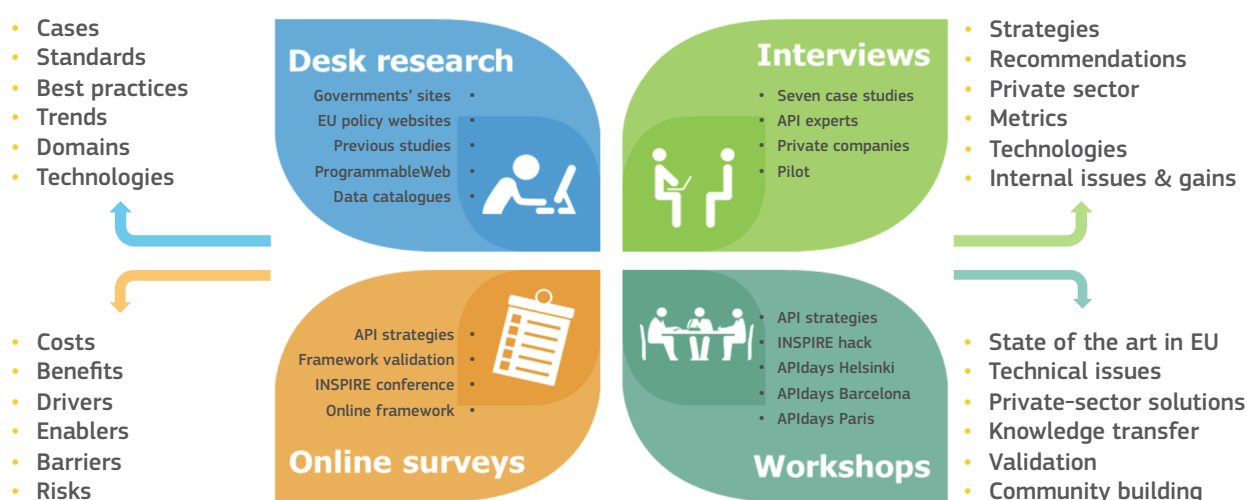 • Cases
• Standards
• Best practices
• Trends
• Domains
• Technologies
Desk research
Governments’ sites •
EU policy websites •
Previous studies •
ProgrammableWeb •
Data catalogues •
Interviews
• Seven case studies
• API experts
• Private companies
• Pilot
• Strategies
• Recommendations
• Private sector
• Metrics
• Technologies
• Internal issues & gains
• Costs
• Benefits
• Drivers
• Enablers
• Barriers
• Risks
API strategies •
Framework validation •
INSPIRE conference •
Online framework •
Online surveys
• API strategies
• INSPIRE hack
• APIdays Helsinki
• APIdays Barcelona
• APIdays Paris
Workshops
• State of the art in EU
• Technical issues
• Private-sector solutions
• Knowledge transfer
• Validation
• Community building